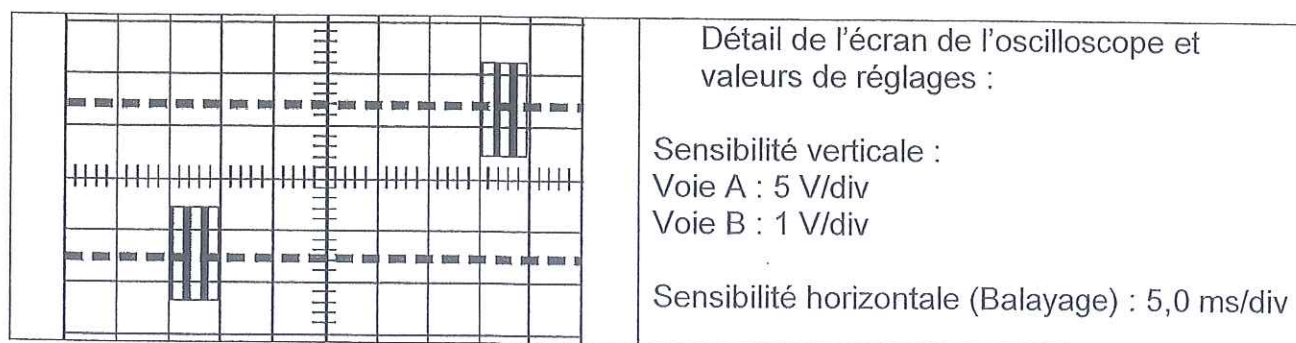 Détail de l'écran de l'oscilloscope et
valeurs de réglages :
Sensibilité verticale :
Voie A : 5 V/div
Voie B : 1 V/div
Sensibilité horizontale (Balayage) : 5,0 ms/div